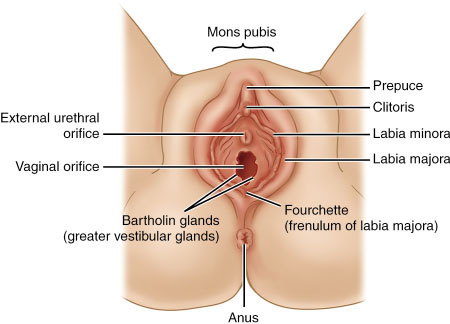 Mons pubis
Prepuce
Clitoris
External urethral
orifice
Labia minora
Labia majora
Vaginal orifice
Bartholin glands
(greater vestibular glands)
Fourchette
(frenulum of labia majora)
Anus